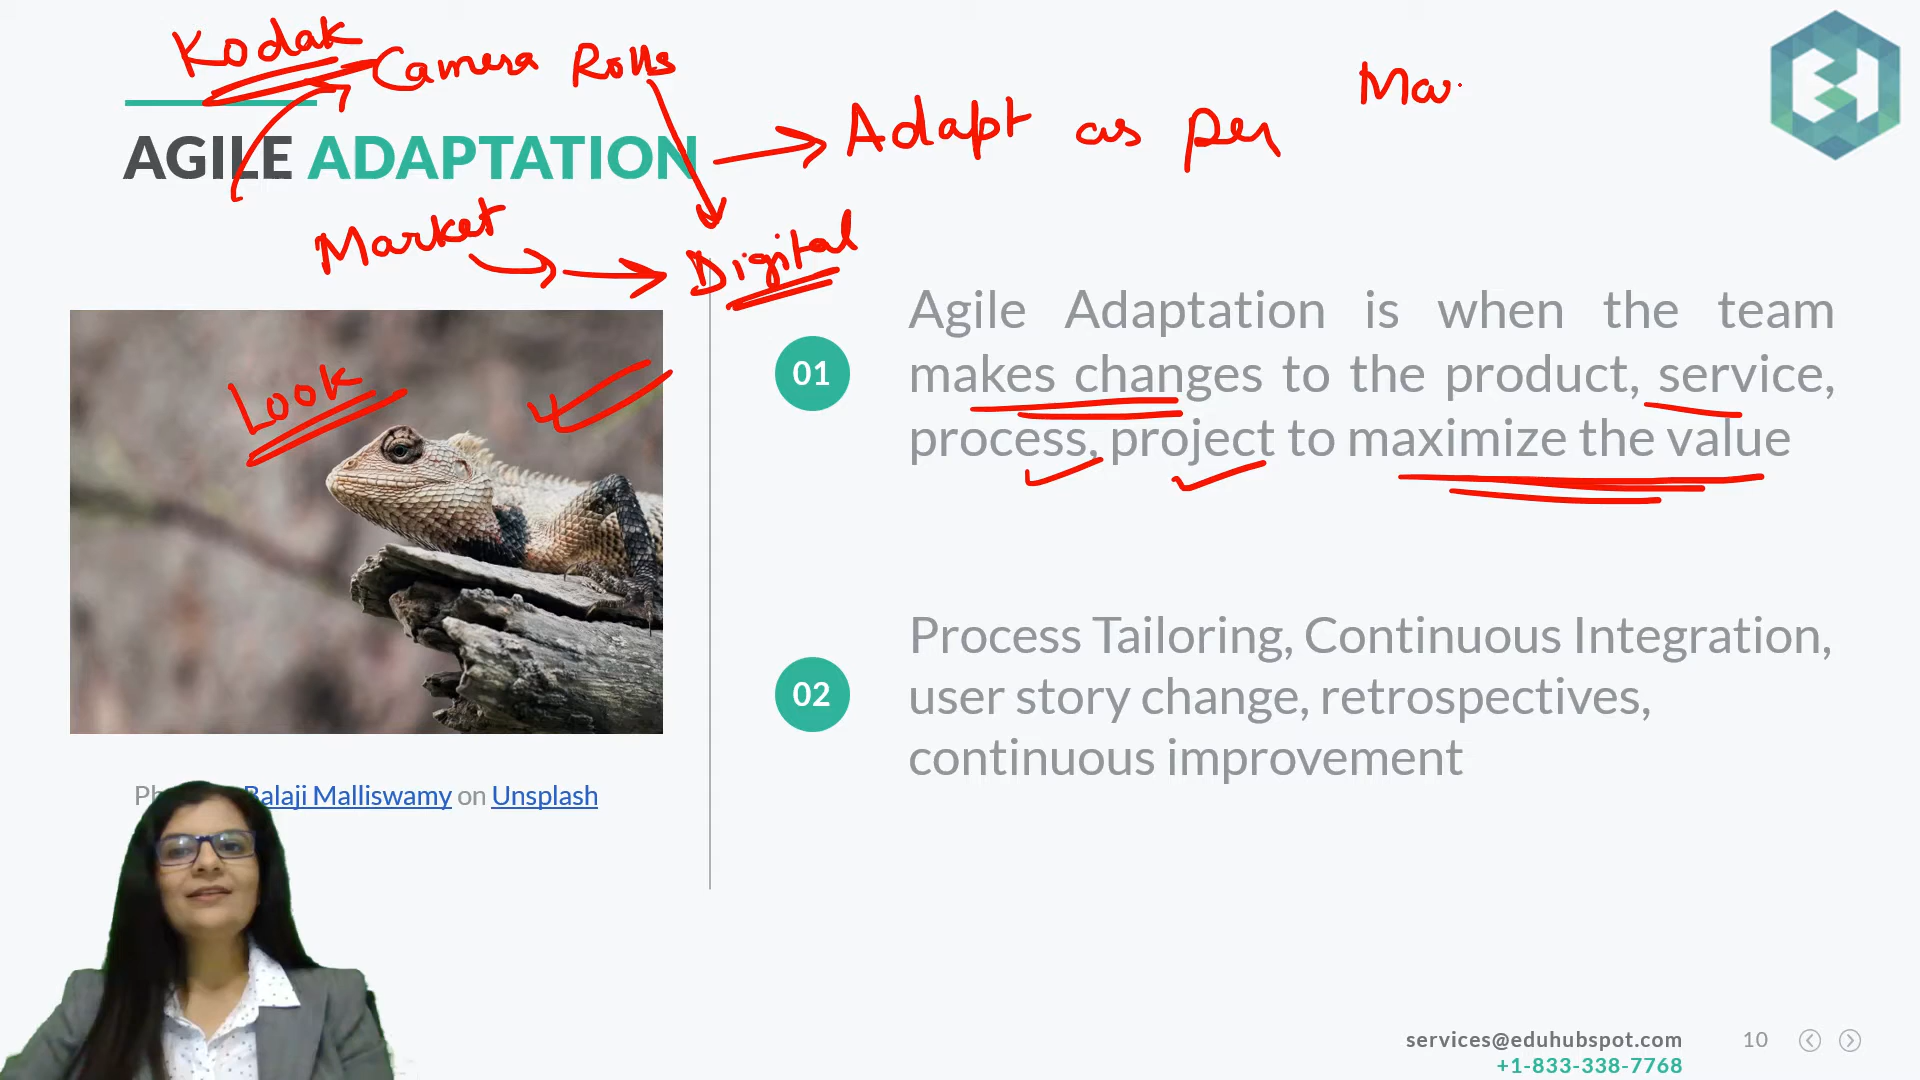 Kodak Camera Rolls
Adapt as per Ma
AGILE ADAPTATION
Market Digital
Look
01
Agile Adaptation is when the team
makes changes to the product, service,
process, project to maximize the value
02
Process Tailoring, Continuous Integration,
user story change, retrospectives,
continuous improvement
Balaji Malliswamy on Unsplash
services@eduhubspot.com 10
+1-833-338-7768